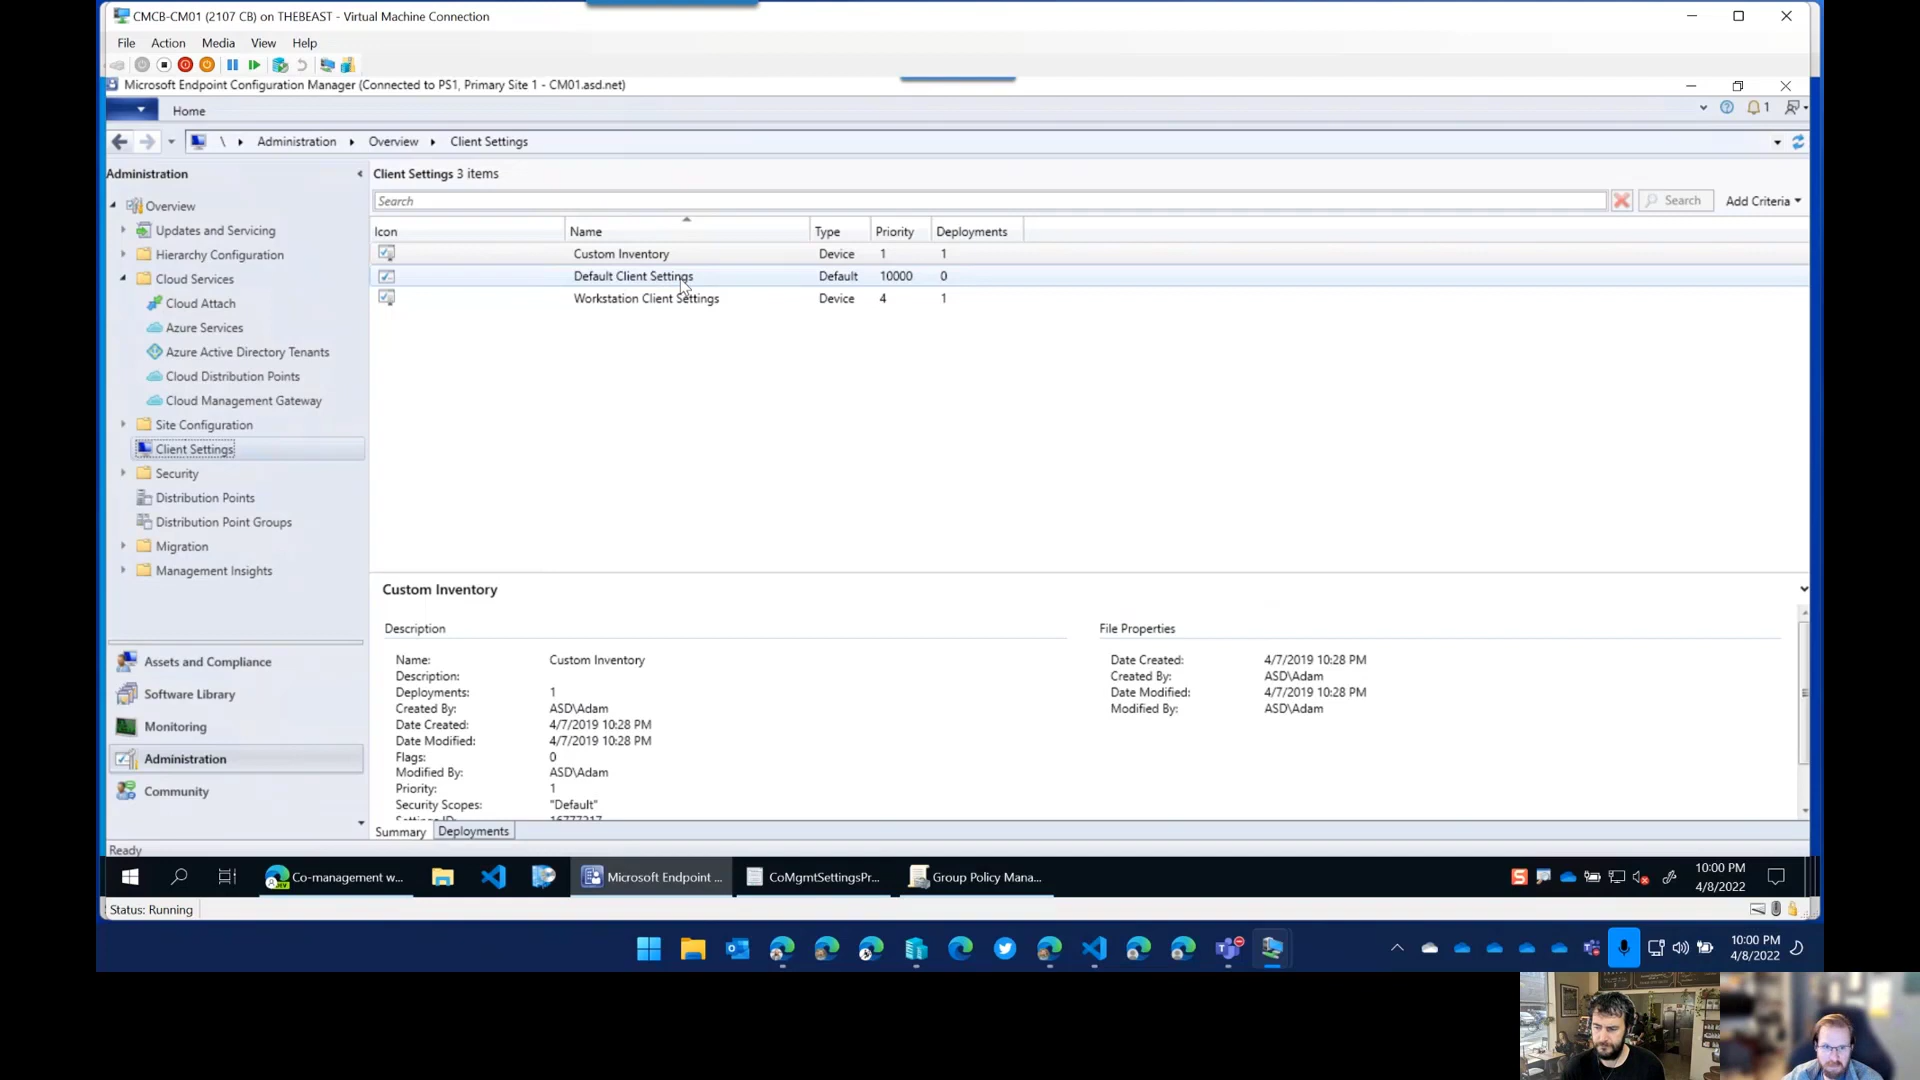 CMCB-CM01 (2107 CB) on THEBEAST - Virtual Machine Connection
File Action Media View Help
Microsoft Endpoint Configuration Manager (Connected to PS1, Primary Site 1 - CM01.asd.net)
Home
1
\ Administration Overview Client Settings
Administration
Client Settings 3 items
Search
Search
Add Criteria
Overview
Updates and Servicing
Hierarchy Configuration
Cloud Services
Cloud Attach
Azure Services
Azure Active Directory Tenants
Cloud Distribution Points
Cloud Management Gateway
Site Configuration
Client Settings
Security
Distribution Points
Distribution Point Groups
Migration
Management Insights
Icon Name Type Priority Deployments
Custom Inventory Device 1 1
Default Client Settings Default 10000 0
Workstation Client Settings Device 4 1
Custom Inventory
Description
Name: Custom Inventory
Description:
Deployments: 1
Created By: ASD\Adam
Date Created: 4/7/2019 10:28 PM
Date Modified: 4/7/2019 10:28 PM
Flags: 0
Modified By: ASD\Adam
Priority: 1
Security Scopes: "Default"
File Properties
Date Created: 4/7/2019 10:28 PM
Created By: ASD\Adam
Date Modified: 4/7/2019 10:28 PM
Modified By: ASD\Adam
Assets and Compliance
Software Library
Monitoring
Administration
Community
Summary Deployments
Ready
Co-management w...
Microsoft Endpoint ...
CoMgmtSettingsPr...
Group Policy Mana...
10:00 PM
4/8/2022
Status: Running
10:00 PM
4/8/2022